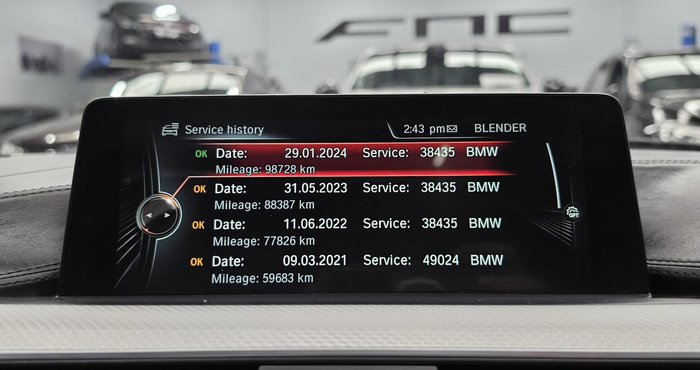 FNC
Service history 2:43 pm BLENDER
OK Date: 29.01.2024 Service: 38435 BMW
Mileage: 98728 km
OK Date: 31.05.2023 Service: 38435 BMW
Mileage: 88387 km
OK Date: 11.06.2022 Service: 38435 BMW
Mileage: 77826 km
OK Date: 09.03.2021 Service: 49024 BMW
Mileage: 59683 km
OFF